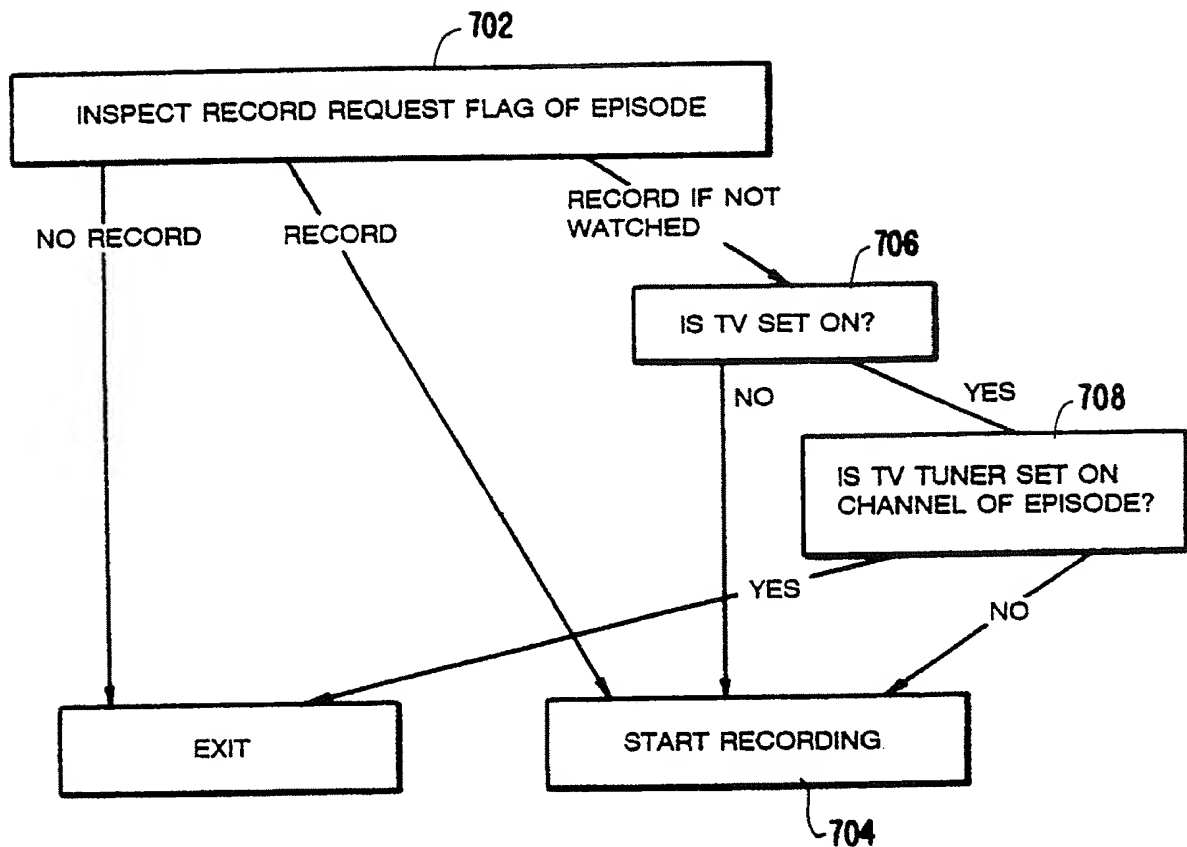 702
INSPECT RECORD REQUEST FLAG OF EPISODE
NO RECORD
RECORD
RECORD IF NOT
WATCHED
706
IS TV SET ON?
NO
YES
708
IS TV TUNER SET ON
CHANNEL OF EPISODE?
YES
NO
EXIT
START RECORDING
704